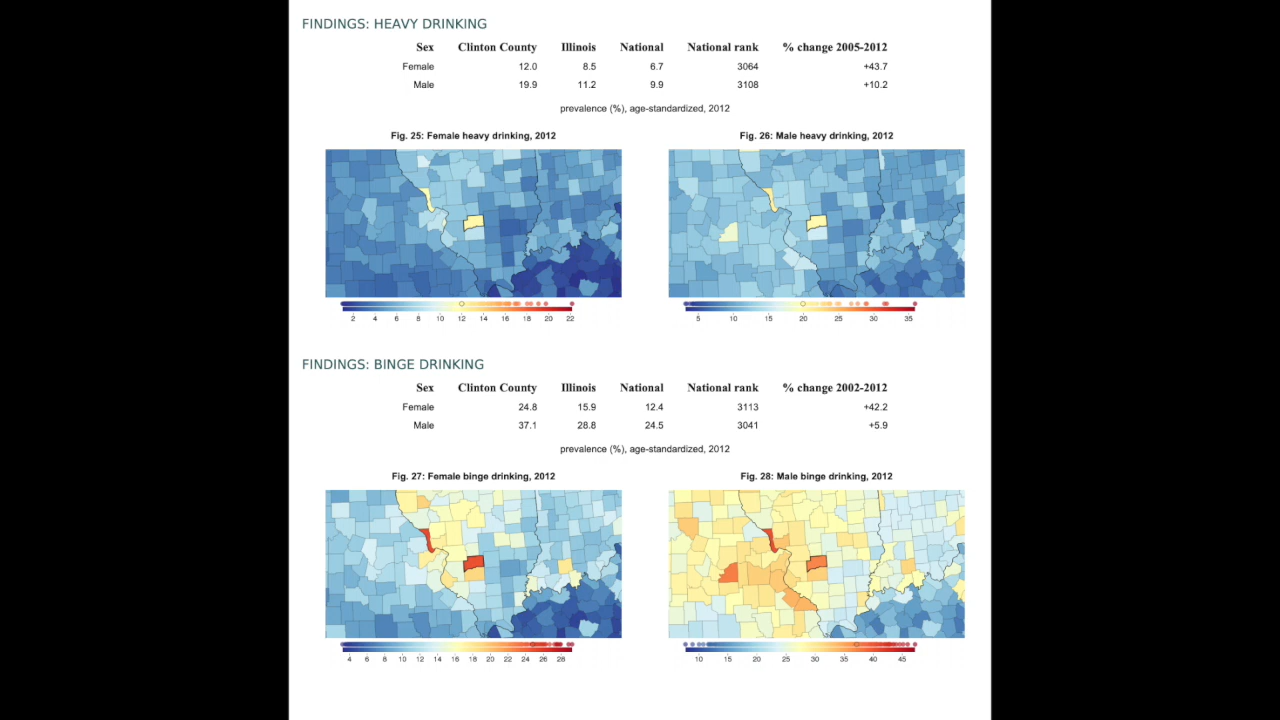 FINDINGS: HEAVY DRINKING
Sex Clinton County Illinois National National rank % change 2005-2012
Female 12.0 8.5 6.7 3064 +43.7
Male 19.9 11.2 9.9 3108 +10.2
prevalence (%), age-standardized, 2012
Fig. 25: Female heavy drinking, 2012 Fig. 26: Male heavy drinking, 2012
2 4 6 8 10 12 14 16 18 20 22 5 10 15 20 25 30 35
FINDINGS: BINGE DRINKING
Sex Clinton County Illinois National National rank % change 2002-2012
Female 24.8 15.9 12.4 3113 +42.2
Male 37.1 28.8 24.5 3041 +5.9
prevalence (%), age-standardized, 2012
Fig. 27: Female binge drinking, 2012 Fig. 28: Male binge drinking, 2012
4 6 8 10 12 14 16 18 20 22 24 26 28 10 15 20 25 30 35 40 45